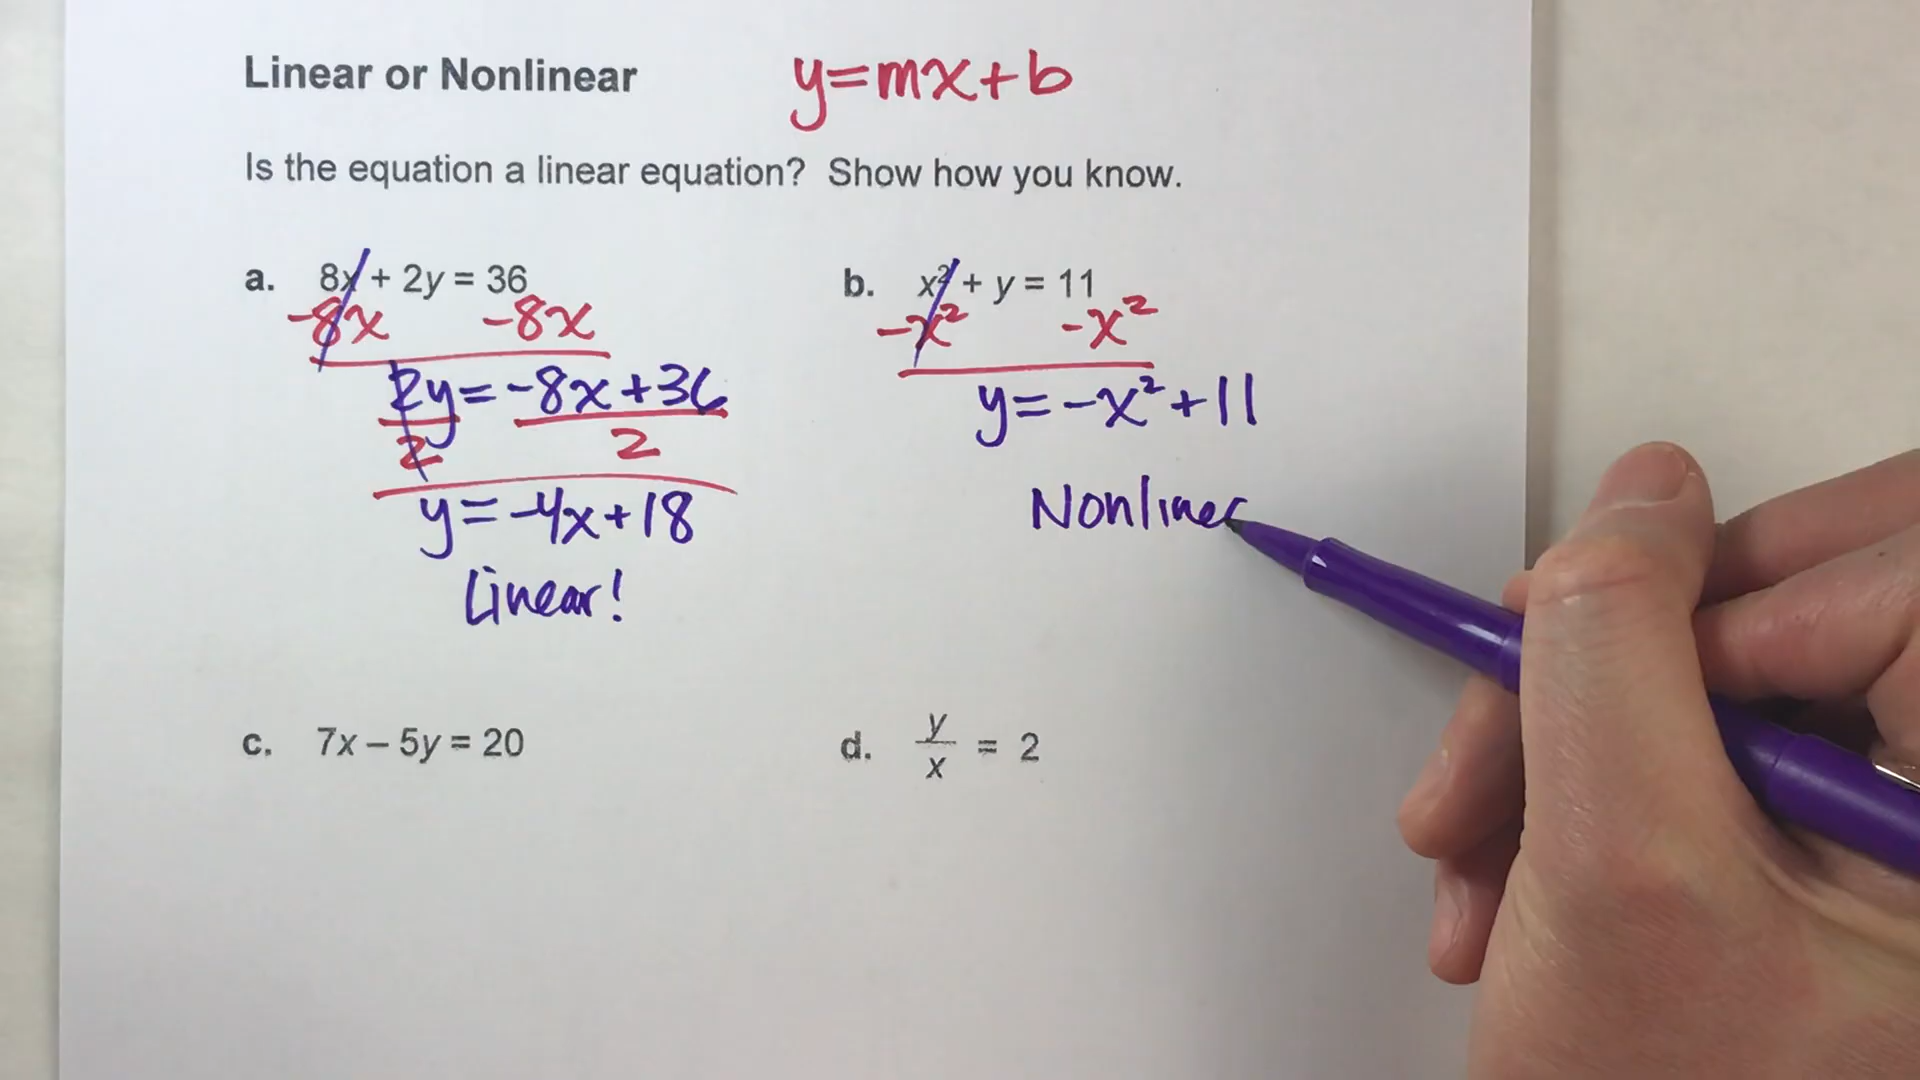 Linear or Nonlinear
y=mx+b
Is the equation a linear equation? Show how you know.
a. 8x + 2y = 36
-8x -8x
2y = -8x+36
2 2
y = -4x+18
Linear!
b. x² + y = 11
-x² -x²
y = -x²+11
Nonlinea
c. 7x – 5y = 20
d. y/x = 2